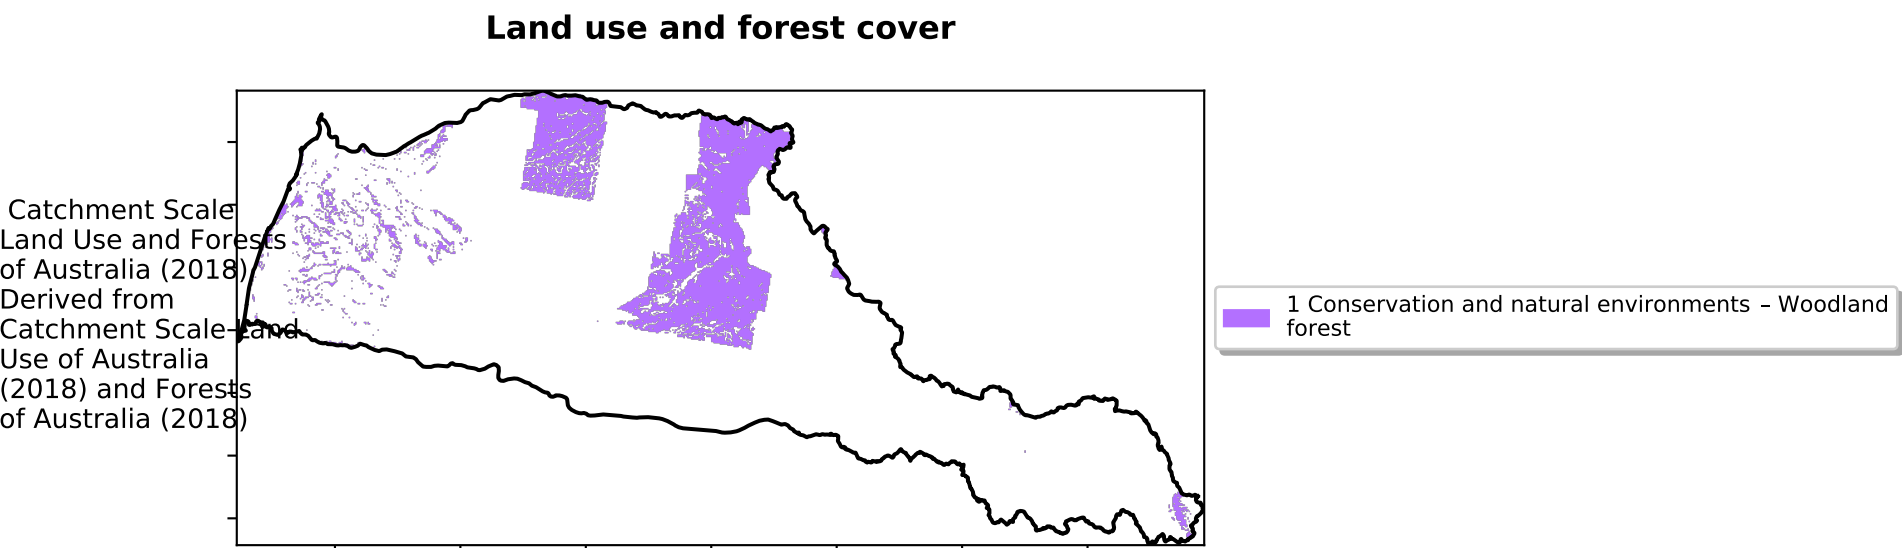 Land use and forest cover
Catchment Scale
Land Use and Forests
of Australia (2018)
Derived from
Catchment Scale Land
Use of Australia
(2018) and Forests
of Australia (2018)
1 Conservation and natural environments – Woodland
forest